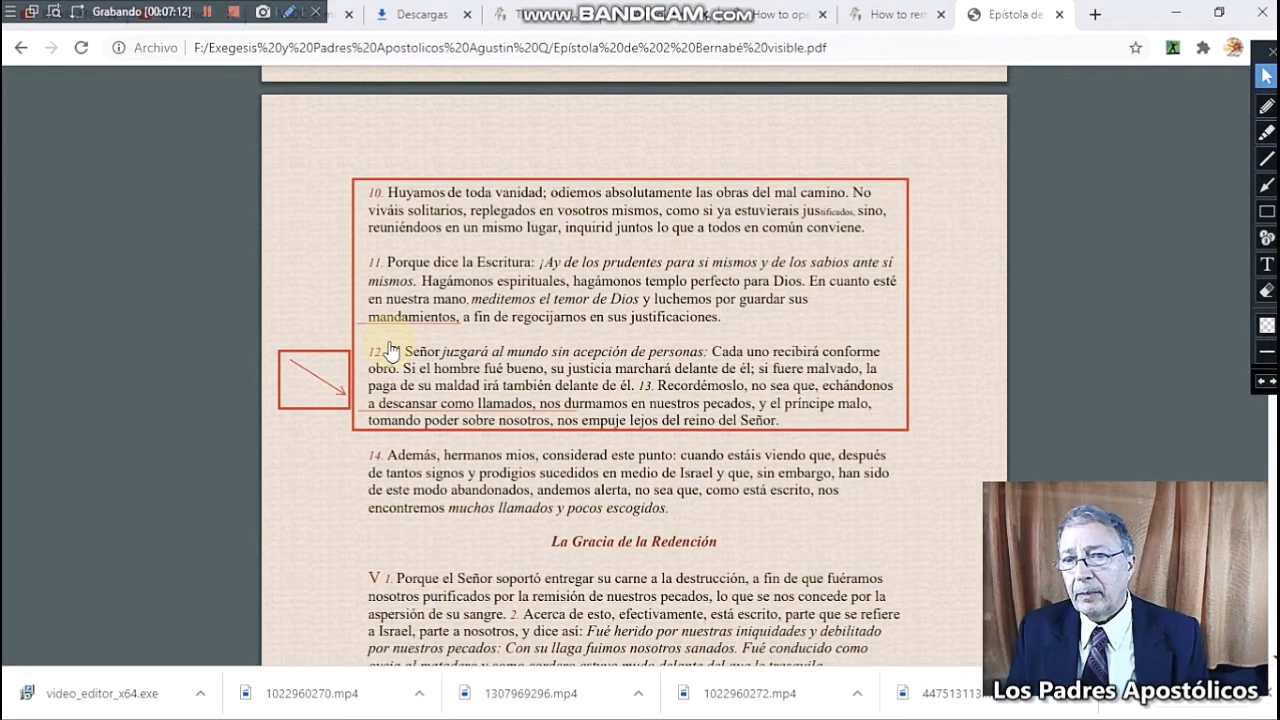 Grabando [00:07:12]
Descargas
www.BANDICAM.com
How to ope
How to rem
Epístola de
Archivo
F:/Exegesis%20y%20Padres%20Apostolicos%20Agustin%20Q/Epístola%20de%202%20Bernabé%20visible.pdf
10. Huyamos de toda vanidad; odiemos absolutamente las obras del mal camino. No
viváis solitarios, replegados en vosotros mismos, como si ya estuvierais justificados, sino,
reuniéndoos en un mismo lugar, inquirid juntos lo que a todos en común conviene.
11. Porque dice la Escritura: ¡Ay de los prudentes para si mismos y de los sabios ante sí
mismos. Hagámonos espirituales, hagámonos templo perfecto para Dios. En cuanto esté
en nuestra mano, meditemos el temor de Dios y luchemos por guardar sus
mandamientos, a fin de regocijarnos en sus justificaciones.
12. Señor juzgará al mundo sin acepción de personas: Cada uno recibirá conforme
obró. Si el hombre fué bueno, su justicia marchará delante de él; si fuere malvado, la
paga de su maldad irá también delante de él. 13. Recordémoslo, no sea que, echándonos
a descansar como llamados, nos durmamos en nuestros pecados, y el príncipe malo,
tomando poder sobre nosotros, nos empuje lejos del reino del Señor.
14. Además, hermanos mios, considerad este punto: cuando estáis viendo que, después
de tantos signos y prodigios sucedidos en medio de Israel y que, sin embargo, han sido
de este modo abandonados, andemos alerta, no sea que, como está escrito, nos
encontremos muchos llamados y pocos escogidos.
La Gracia de la Redención
V 1. Porque el Señor soportó entregar su carne a la destrucción, a fin de que fuéramos
nosotros purificados por la remisión de nuestros pecados, lo que se nos concede por la
aspersión de su sangre. 2. Acerca de esto, efectivamente, está escrito, parte que se refiere
a Israel, parte a nosotros, y dice así: Fué herido por nuestras iniquidades y debilitado
por nuestros pecados: Con su llaga fuimos nosotros sanados. Fué conducido como
Los Padres Apostólicos
video_editor_x64.exe
1022960270.mp4
1307969296.mp4
1022960272.mp4
447513113